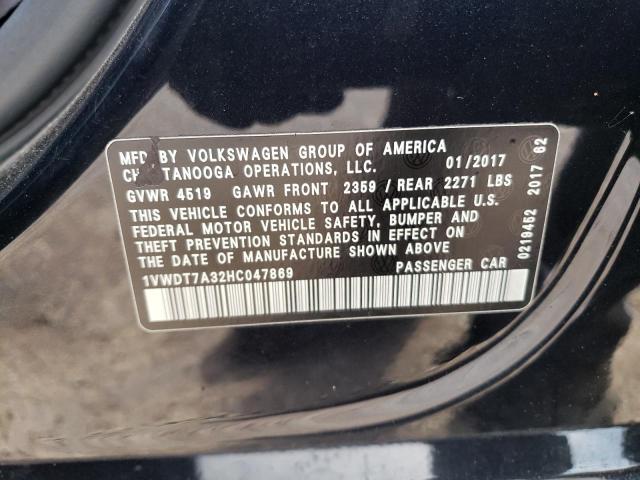 MFD. BY VOLKSWAGEN GROUP OF AMERICA
CH TANOOGA OPERATIONS, LLC. 01/2017
GVWR 4519 GAWR FRONT 2359 / REAR 2271 LBS
THIS VEHICLE CONFORMS TO ALL APPLICABLE U.S.
FEDERAL MOTOR VEHICLE SAFETY, BUMPER AND
THEFT PREVENTION STANDARDS IN EFFECT ON
THE DATE OF MANUFACTURE SHOWN ABOVE
1VWDT7A32HC047869 PASSENGER CAR
0219452 2017 62